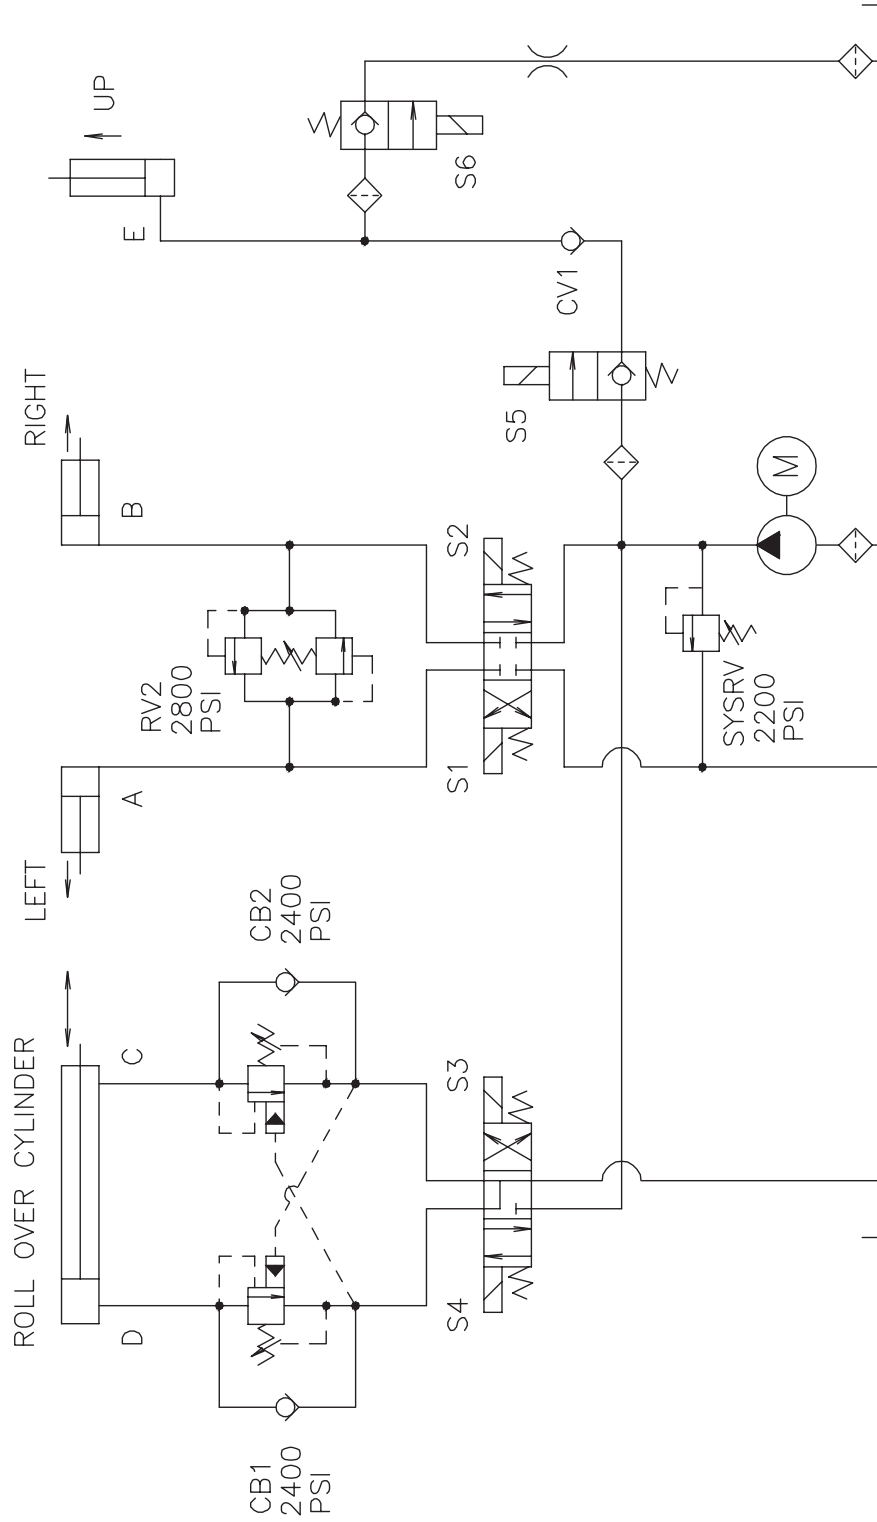 ROLL OVER CYLINDER
LEFT
RIGHT
UP
D
C
A
B
E
CB1
2400
PSI
CB2
2400
PSI
RV2
2800
PSI
S4
S3
S1
S2
S5
CV1
S6
SYSRV
2200
PSI
M